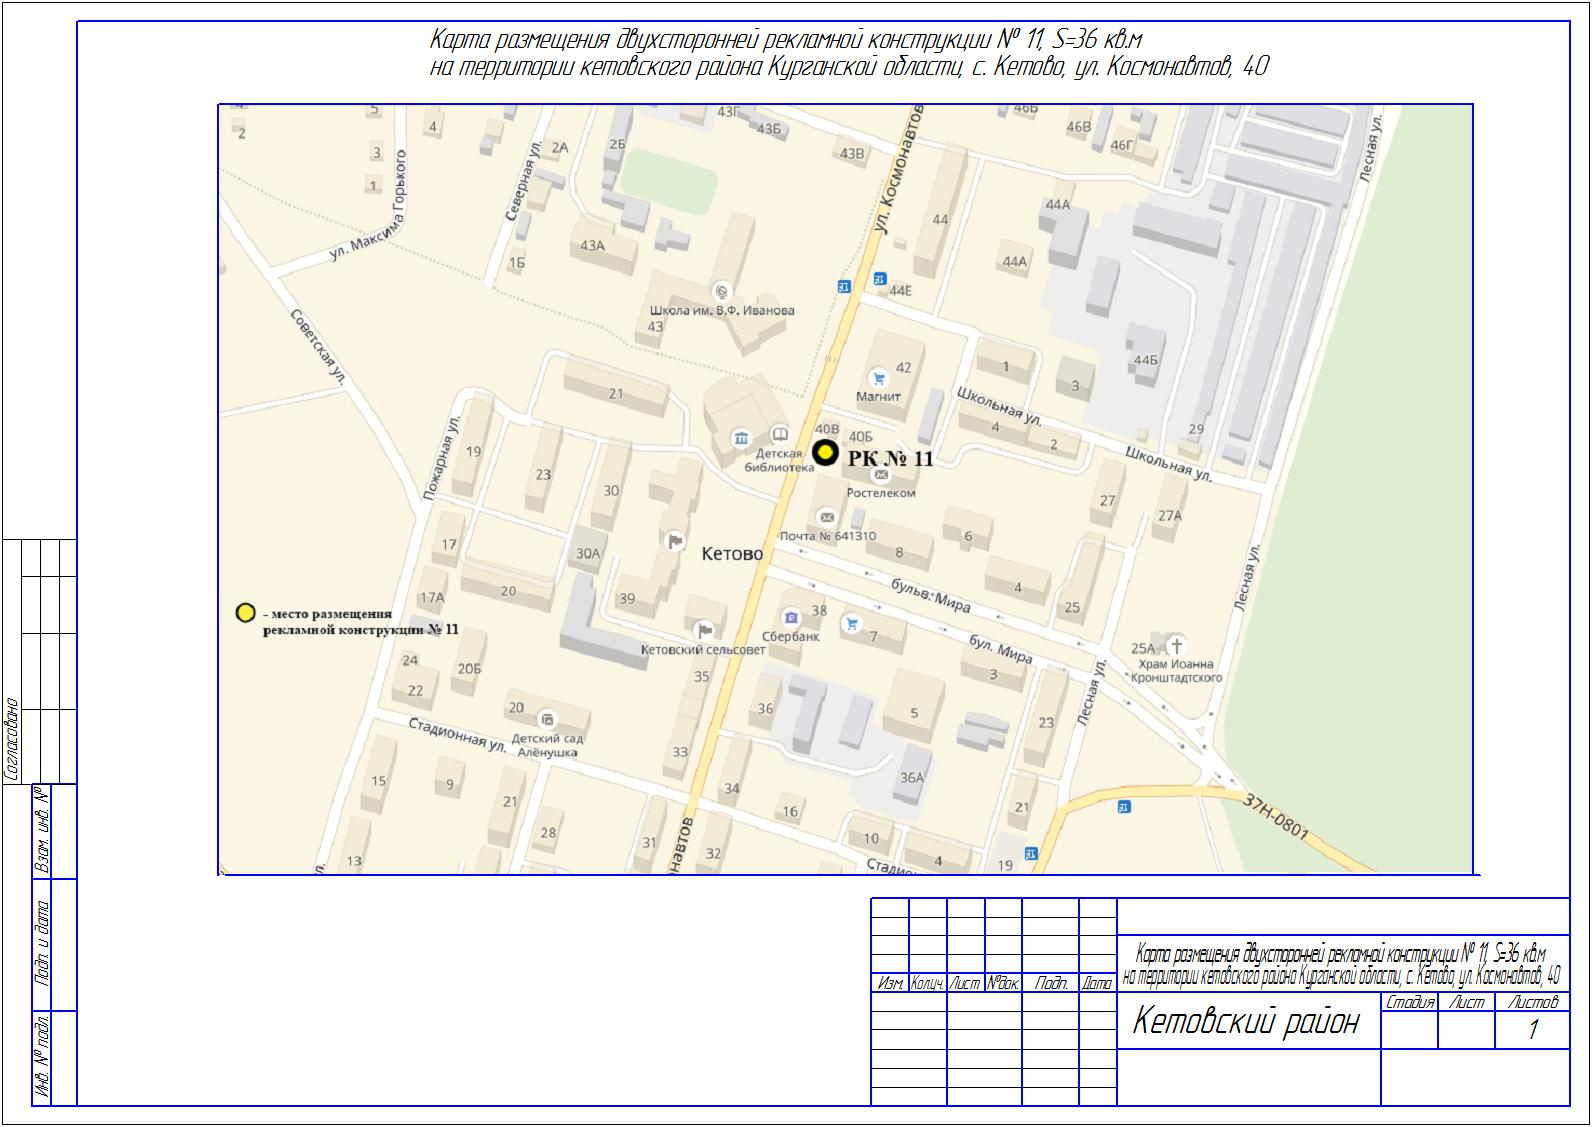 Карта размещения двухсторонней рекламной конструкции № 11, S=36 кв.м
на территории кетовского района Курганской области, с. Кетово, ул. Космонавтов, 40
4
2
5
3
1
4
ул. Максима Горького
Северная ул.
2А
2Б
1Б
43А
43Г
43Б
43В
ул. Космонавтов
44
46Б
46В
46Г
44А
44А
44Е
44Б
Лесная ул.
Школа им. В.Ф. Иванова
43
Советская ул.
42
Магнит
1
3
Школьная ул.
4
2
29
Школьная ул.
21
Пожарная ул.
19
23
30
Детская
библиотека
40В
40Б
РК № 11
Ростелеком
Почта № 641310
27
27А
17
30А
Кетово
8
6
4
25
бульв. Мира
Лесная ул.
17А
20
39
- место размещения
рекламной конструкции № 11
Кетовский сельсовет
38
Сбербанк
7
бул. Мира
3
25А
Храм Иоанна
Кронштадтского
Лесная ул.
24
22
20Б
20
Детский сад
Алёнушка
35
36
5
23
33
Стадионная ул.
36А
34
16
21
37Н-0801
15
9
21
28
31
32
10
4
19
13
ул.
онавтов
Стадион
Согласовано
Взам. инв. №
Подп. и дата
Инв. № подл.
Карта размещения двухсторонней рекламной конструкции № 11, S=36 кв.м
на территории кетовского района Курганской области, с. Кетово, ул. Космонавтов, 40
Изм. Кол.уч. Лист №док. Подп. Дата
Кетовский район
Стадия Лист Листов
1